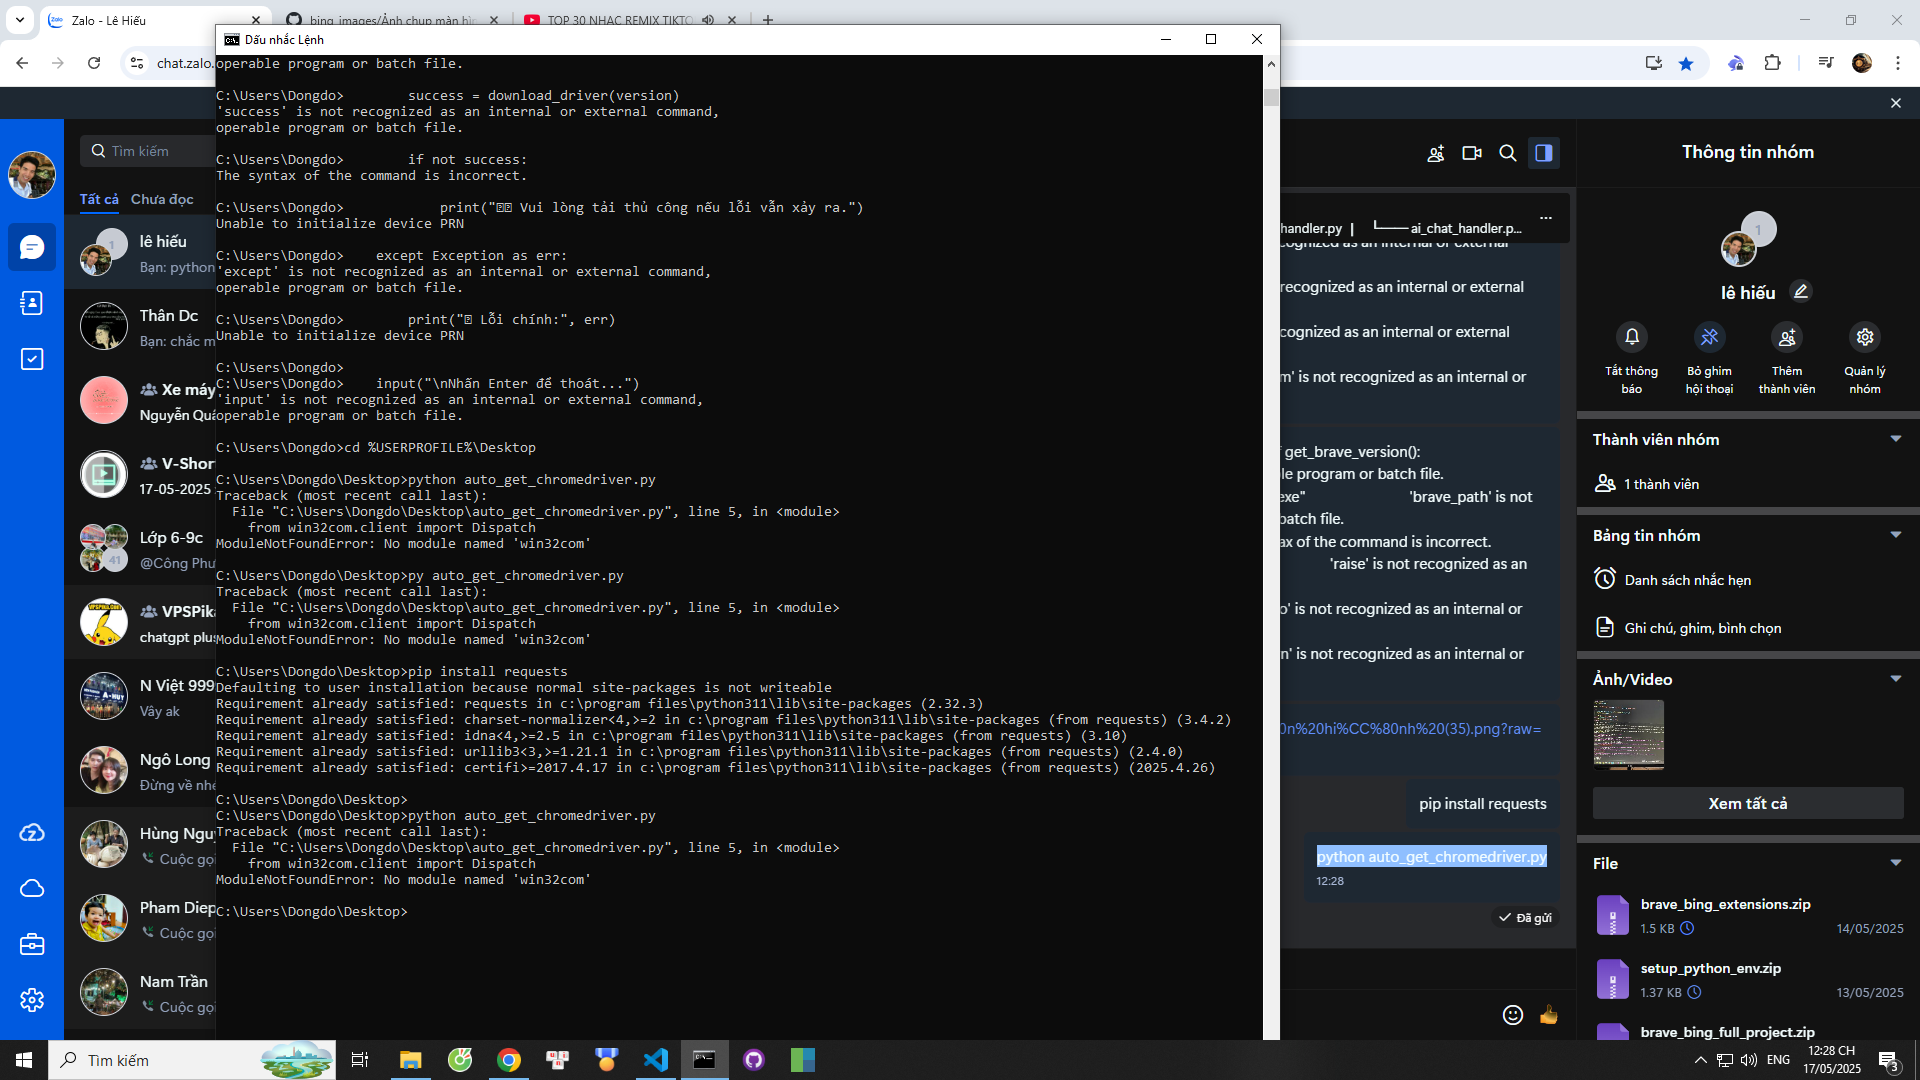 Zalo - Lê Hiếu
bing_images/Ảnh chụp màn hìn
TOP 30 NHẠC REMIX TIKTO
chat.zalo.
Dấu nhắc Lệnh
operable program or batch file.
C:\Users\Dongdo>        success = download_driver(version)
'success' is not recognized as an internal or external command,
operable program or batch file.
C:\Users\Dongdo>        if not success:
The syntax of the command is incorrect.
C:\Users\Dongdo>            print(" Vui lòng tải thủ công nếu lỗi vẫn xảy ra.")
Unable to initialize device PRN
C:\Users\Dongdo>    except Exception as err:
'except' is not recognized as an internal or external command,
operable program or batch file.
C:\Users\Dongdo>        print(" Lỗi chính:", err)
Unable to initialize device PRN
C:\Users\Dongdo>
C:\Users\Dongdo>    input("\nNhấn Enter để thoát...")
'input' is not recognized as an internal or external command,
operable program or batch file.
C:\Users\Dongdo>cd %USERPROFILE%\Desktop
C:\Users\Dongdo\Desktop>python auto_get_chromedriver.py
Traceback (most recent call last):
  File "C:\Users\Dongdo\Desktop\auto_get_chromedriver.py", line 5, in <module>
    from win32com.client import Dispatch
ModuleNotFoundError: No module named 'win32com'
C:\Users\Dongdo\Desktop>py auto_get_chromedriver.py
Traceback (most recent call last):
  File "C:\Users\Dongdo\Desktop\auto_get_chromedriver.py", line 5, in <module>
    from win32com.client import Dispatch
ModuleNotFoundError: No module named 'win32com'
C:\Users\Dongdo\Desktop>pip install requests
Defaulting to user installation because normal site-packages is not writeable
Requirement already satisfied: requests in c:\program files\python311\lib\site-packages (2.32.3)
Requirement already satisfied: charset-normalizer<4,>=2 in c:\program files\python311\lib\site-packages (from requests) (3.4.2)
Requirement already satisfied: idna<4,>=2.5 in c:\program files\python311\lib\site-packages (from requests) (3.10)
Requirement already satisfied: urllib3<3,>=1.21.1 in c:\program files\python311\lib\site-packages (from requests) (2.4.0)
Requirement already satisfied: certifi>=2017.4.17 in c:\program files\python311\lib\site-packages (from requests) (2025.4.26)
C:\Users\Dongdo\Desktop>
C:\Users\Dongdo\Desktop>python auto_get_chromedriver.py
Traceback (most recent call last):
  File "C:\Users\Dongdo\Desktop\auto_get_chromedriver.py", line 5, in <module>
    from win32com.client import Dispatch
ModuleNotFoundError: No module named 'win32com'
C:\Users\Dongdo\Desktop>
Tìm kiếm
Tất cả Chưa đọc
1
lê hiếu
Bạn: python
Thân Dc
Bạn: chắc m
Xe máy
Nguyễn Quá
V-Shor
17-05-2025
Lớp 6-9c
41
@Công Phư
VPSPika.Chat
VPSPika
chatgpt plus
N Việt 999
Vây ak
Ngô Long
Đừng về nhé
Hùng Nguy
Cuộc gọi
Pham Diep
Cuộc gọi
Nam Trần
Cuộc gọi
handler.py | └── ai_chat_handler.p...
ecognized as an internal or external
recognized as an internal or external
cognized as an internal or external
m' is not recognized as an internal or
f get_brave_version():
le program or batch file.
exe" 'brave_path' is not
batch file.
ax of the command is incorrect.
'raise' is not recognized as an
o' is not recognized as an internal or
n' is not recognized as an internal or
0n%20hi%CC%80nh%20(35).png?raw=
pip install requests
python auto_get_chromedriver.py
12:28
Đã gửi
Thông tin nhóm
1
lê hiếu
Tắt thông báo
Bỏ ghim hội thoại
Thêm thành viên
Quản lý nhóm
Thành viên nhóm
1 thành viên
Bảng tin nhóm
Danh sách nhắc hẹn
Ghi chú, ghim, bình chọn
Ảnh/Video
Xem tất cả
File
brave_bing_extensions.zip
1.5 KB 14/05/2025
setup_python_env.zip
1.37 KB 13/05/2025
brave_bing_full_project.zip
Tìm kiếm
ENG
12:28 CH
17/05/2025
3